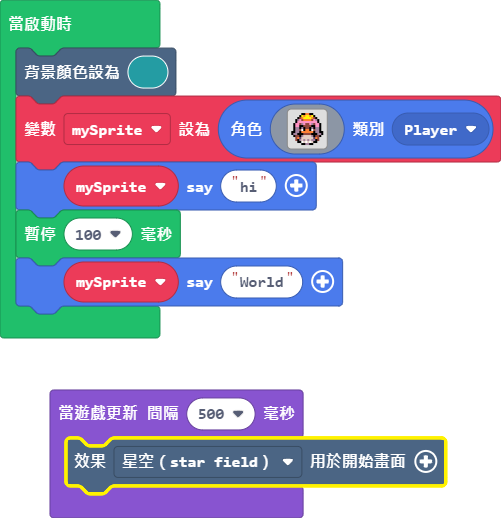 當啟動時
背景顏色設為
變數 mySprite 設為 角色 類別 Player
mySprite say "hi"
暫停 100 毫秒
mySprite say "World"
當遊戲更新 間隔 500 毫秒
效果 星空(star field) 用於開始畫面